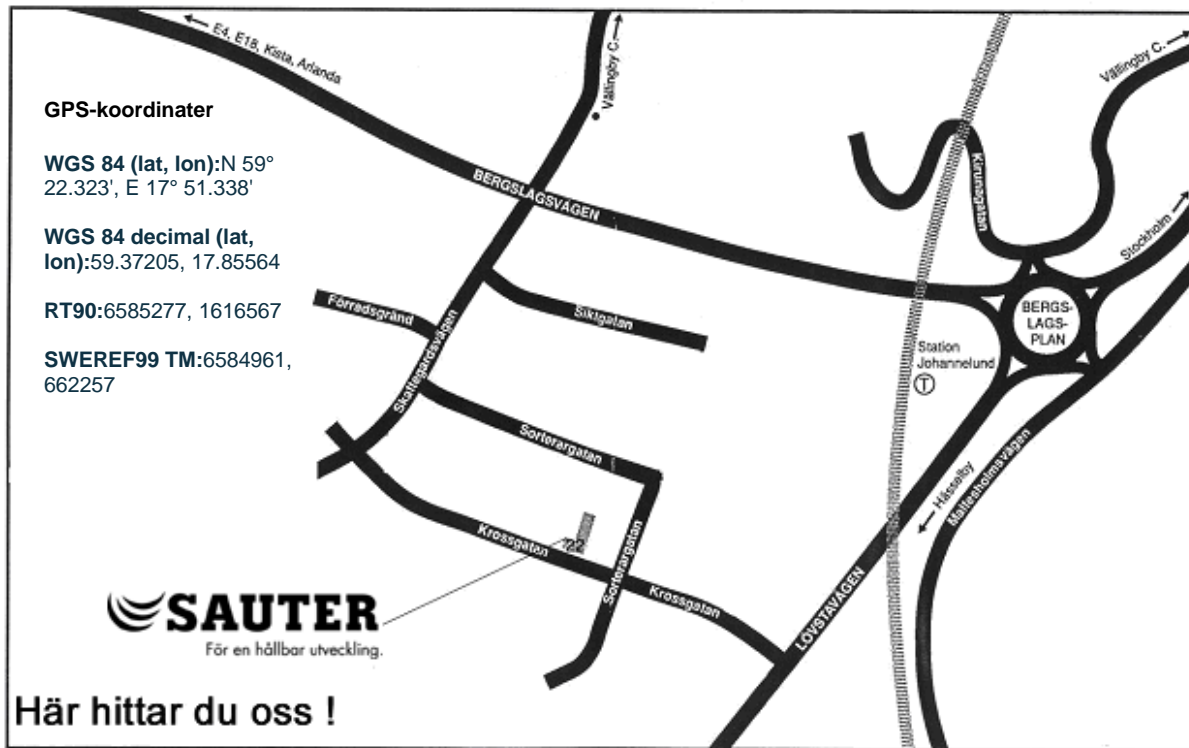 E4, E18, Kista, Arlanda
Vällingby C.
Vällingby C.
GPS-koordinater
WGS 84 (lat, lon):N 59°
22.323', E 17° 51.338'
WGS 84 decimal (lat,
lon):59.37205, 17.85564
RT90:6585277, 1616567
SWEREF99 TM:6584961,
662257
BERGSLAGSVÄGEN
Kirunagatan
Stockholm
BERGS-
LAGS-
PLAN
Förrådsgränd
Siktgatan
Skattegårdsvägen
Station
Johannelund
T
Sorterargatan
Sorterargatan
Krossgatan
22
Krossgatan
Hässelby
Maltesholmsvägen
LÖVSTAVÄGEN
SAUTER
För en hållbar utveckling.
Här hittar du oss !